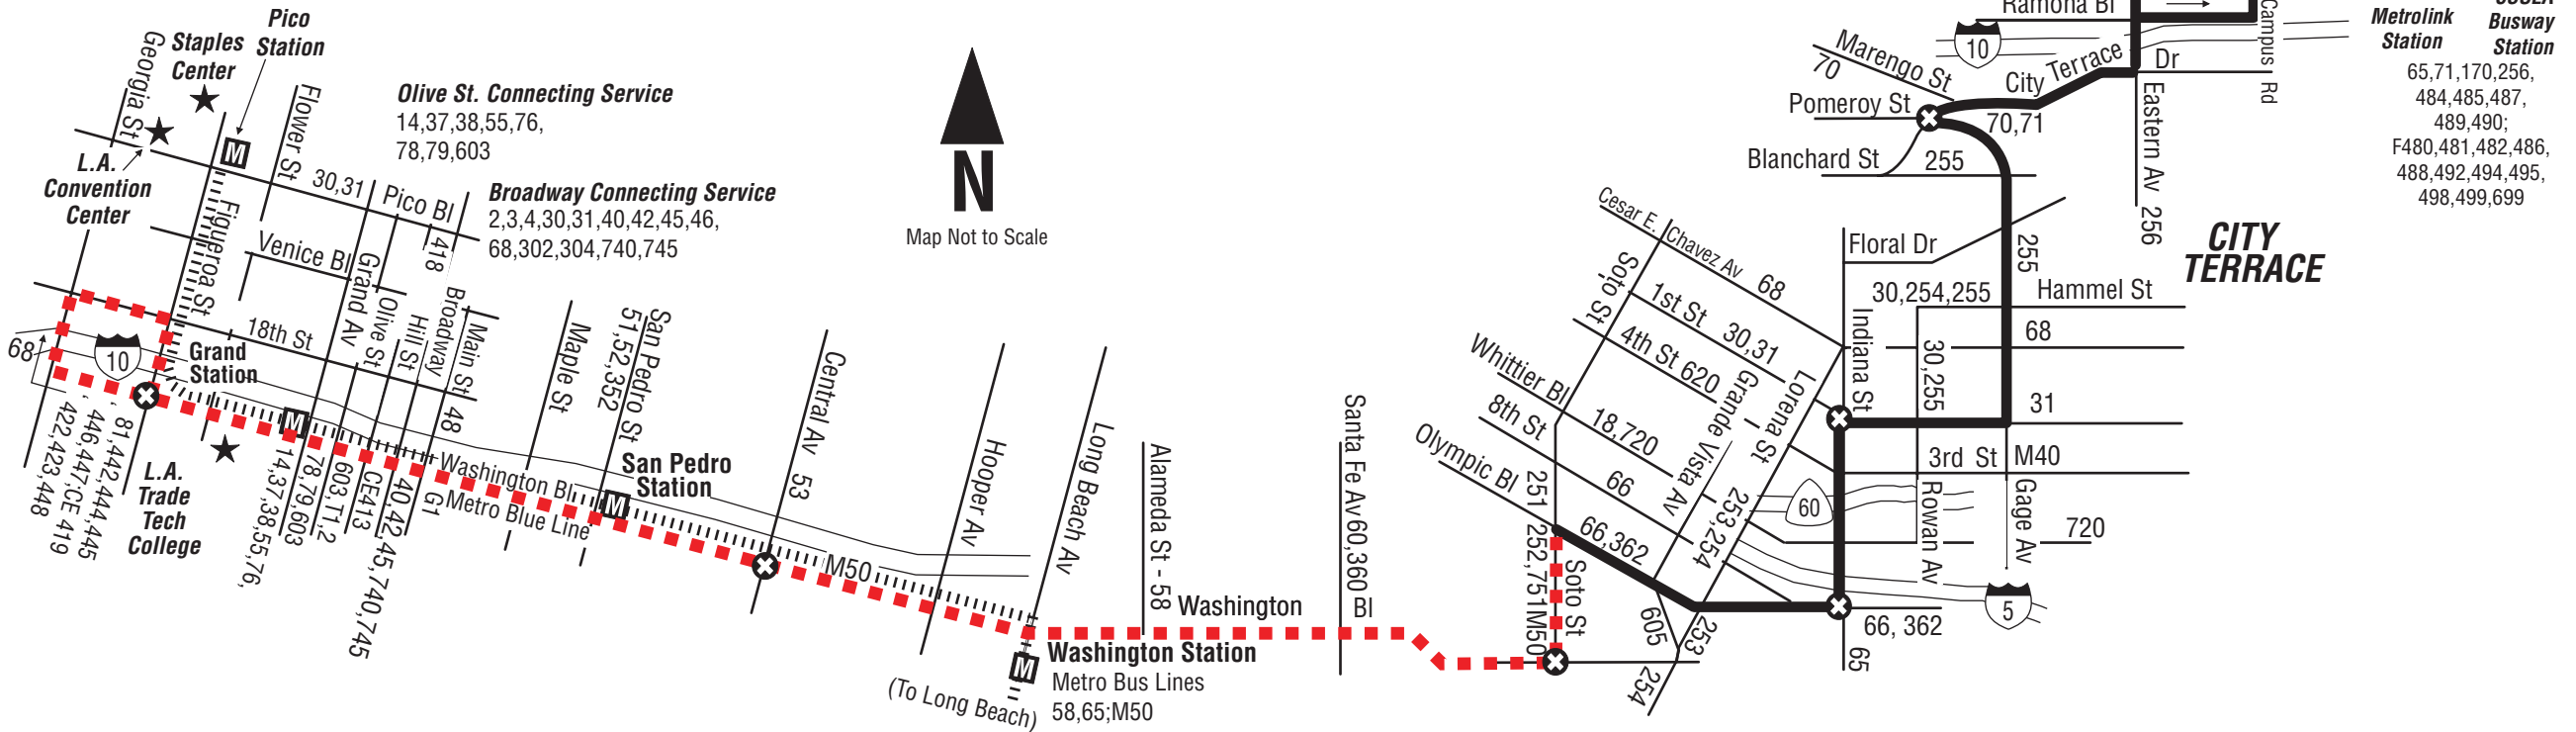 Pico
Station
Staples
Center
Georgia St
L.A.
Convention
Center
Flower St
30,31
Pico Bl
Olive St. Connecting Service
14,37,38,55,76,
78,79,603
Broadway Connecting Service
2,3,4,30,31,40,42,45,46,
68,302,304,740,745
N
Map Not to Scale
Figueroa St
Venice Bl
Grand Av
Olive St
Hill St
418
Broadway
Main St
48
18th St
68
10
Grand
Station
81,442,444,445
446,447,CE 419
422,423,448
L.A.
Trade
Tech
College
14,37,38,55,76,
78,79,603
603,T1,2
CE413
40,42,45,740,745
G1
Washington Bl
Metro Blue Line
Maple St
San Pedro St
51,52,352
San Pedro
Station
Central Av
53
M50
Hooper Av
Long Beach Av
(To Long Beach)
Washington Station
Metro Bus Lines
58,65;M50
Alameda St - 58
Washington
Bl
Santa Fe Av 60,360
Cesar E. Chavez Av
68
Soto St
1st St
30,31
4th St 620
Whittier Bl
18,720
8th St
66
Olympic Bl
66,362
251
252,751M50
Soto St
Grande Vista Av
Lorena St
253,254
605
253
254
Indiana St
65
66, 362
60
5
Rowan Av
30,255
Gage Av
720
3rd St
M40
31
68
30,254,255
Hammel St
Floral Dr
255
CITY
TERRACE
Blanchard St
255
Pomeroy St
70,71
Marengo St
70
10
City Terrace Dr
Ramona Bl
Eastern Av
256
Campus Rd
Metrolink
Station
Busway
Station
65,71,170,256,
484,485,487,
489,490;
F480,481,482,486,
488,492,494,495,
498,499,699